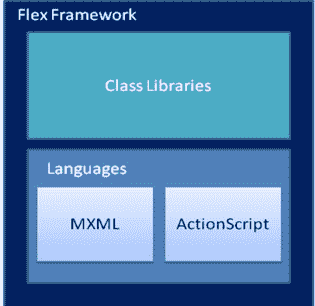 Flex Framework
Class Libraries
Languages
MXML
ActionScript